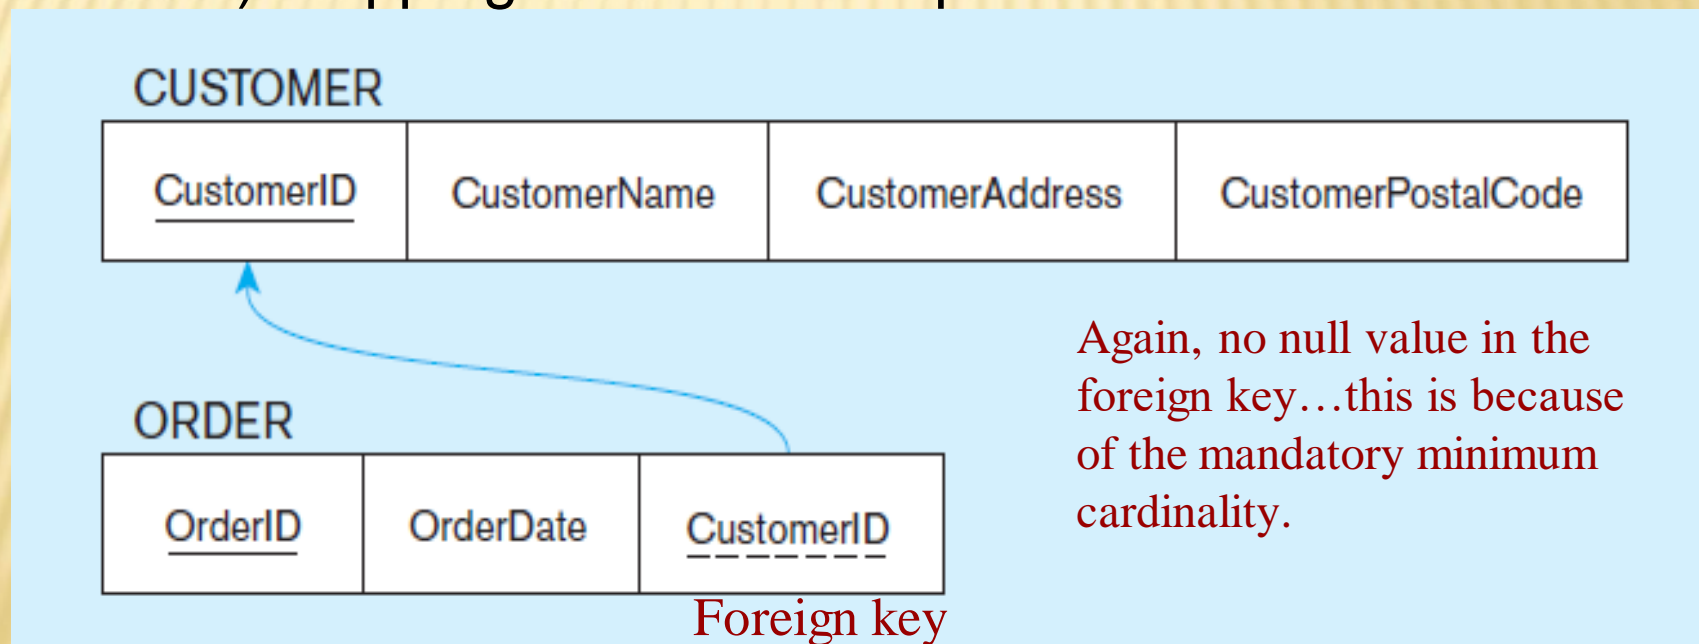 CUSTOMER
CustomerID CustomerName CustomerAddress CustomerPostalCode
Again, no null value in the
foreign key…this is because
of the mandatory minimum
cardinality.
ORDER
OrderID OrderDate CustomerID
Foreign key